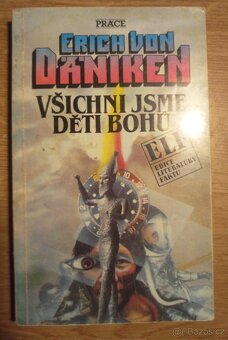 PRÁCE
ERICH VON
DÄNIKEN
VŠICHNI JSME
DĚTI BOHŮ
ELF
EDICE
LITERATURY
FAKTU
Bazos.cz